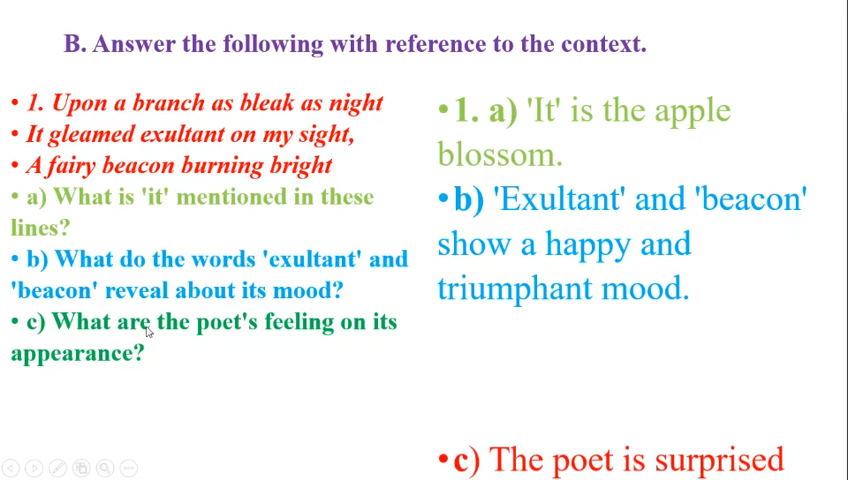 B. Answer the following with reference to the context.
• 1. Upon a branch as bleak as night
• It gleamed exultant on my sight,
• A fairy beacon burning bright
• a) What is 'it' mentioned in these
lines?
• b) What do the words 'exultant' and
'beacon' reveal about its mood?
• c) What are the poet's feeling on its
appearance?
•1. a) 'It' is the apple
blossom.
•b) 'Exultant' and 'beacon'
show a happy and
triumphant mood.
•c) The poet is surprised